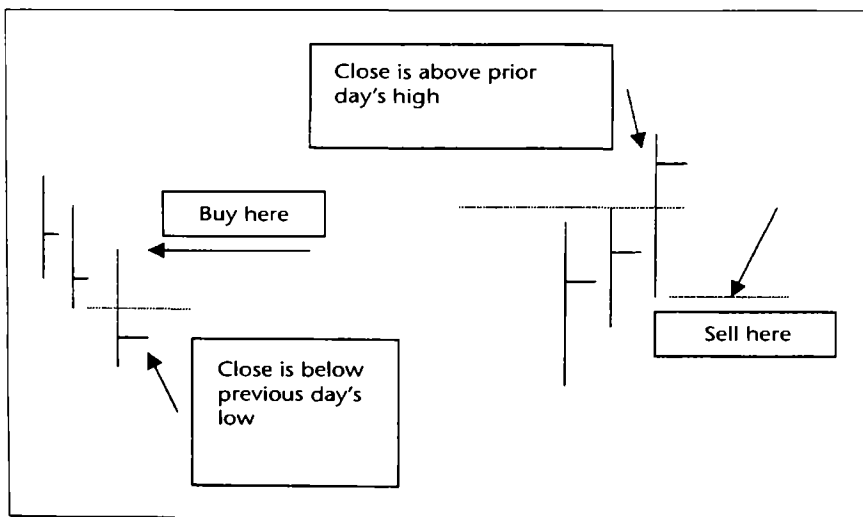 Close is above prior
day's high
Buy here
Sell here
Close is below
previous day's
low